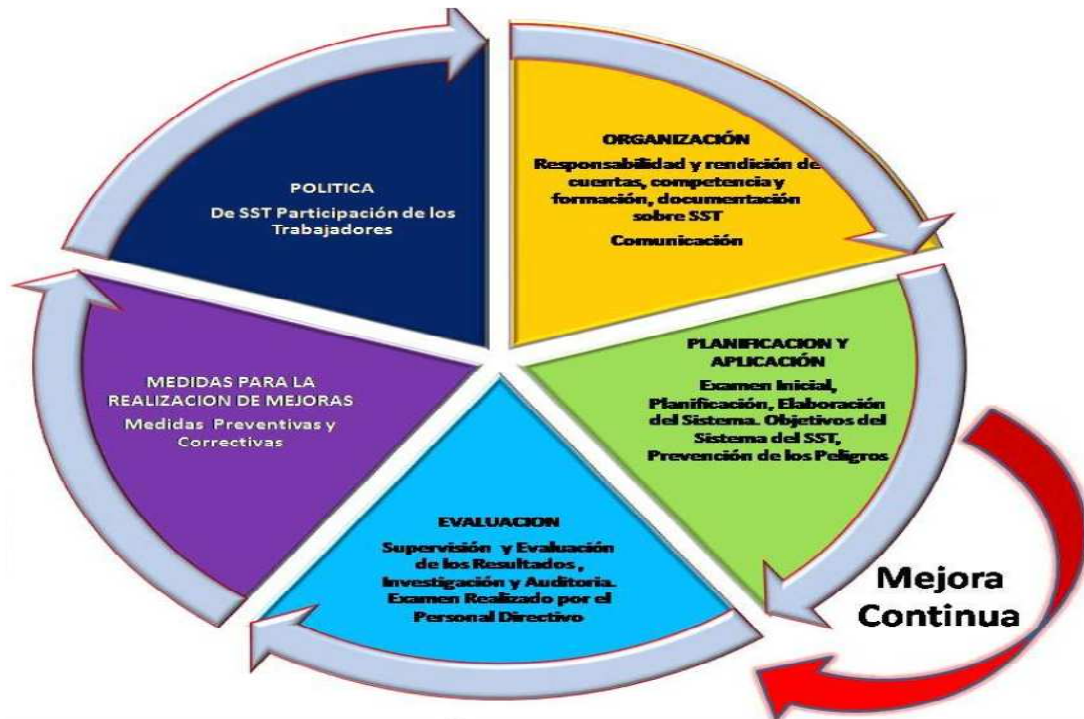 POLITICA
De SST Participación de los
Trabajadores
ORGANIZACIÓN
Responsabilidad y rendición de
cuentas, competencia y
formación, documentación
sobre SST
Comunicación
PLANIFICACION Y
APLICACIÓN
Examen Inicial,
Planificación, Elaboración
del Sistema. Objetivos del
Sistema del SST,
Prevención de los Peligros
EVALUACION
Supervisión y Evaluación
de los Resultados ,
Investigación y Auditoria.
Examen Realizado por el
Personal Directivo
MEDIDAS PARA LA
REALIZACION DE MEJORAS
Medidas Preventivas y
Correctivas
Mejora
Continua